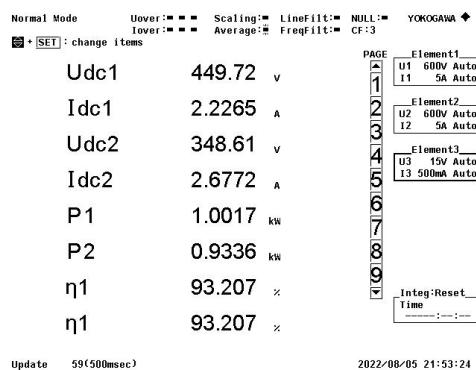 Normal Mode Uover: Scaling: LineFilt: NULL: YOKOGAWA
Iover: Average: FreqFilt: CF:3
+ SET : change items
PAGE
Udc1 449.72 V
Idc1 2.2265 A
Udc2 348.61 V
Idc2 2.6772 A
P1 1.0017 kW
P2 0.9336 kW
η1 93.207 %
η1 93.207 %
1
2
3
4
5
6
7
8
9
Element1
U1 600V Auto
I1 5A Auto
Element2
U2 600V Auto
I2 5A Auto
Element3
U3 15V Auto
I3 500mA Auto
Integ:Reset
Time
-----:--:--
Update 59(500msec) 2022/08/05 21:53:24